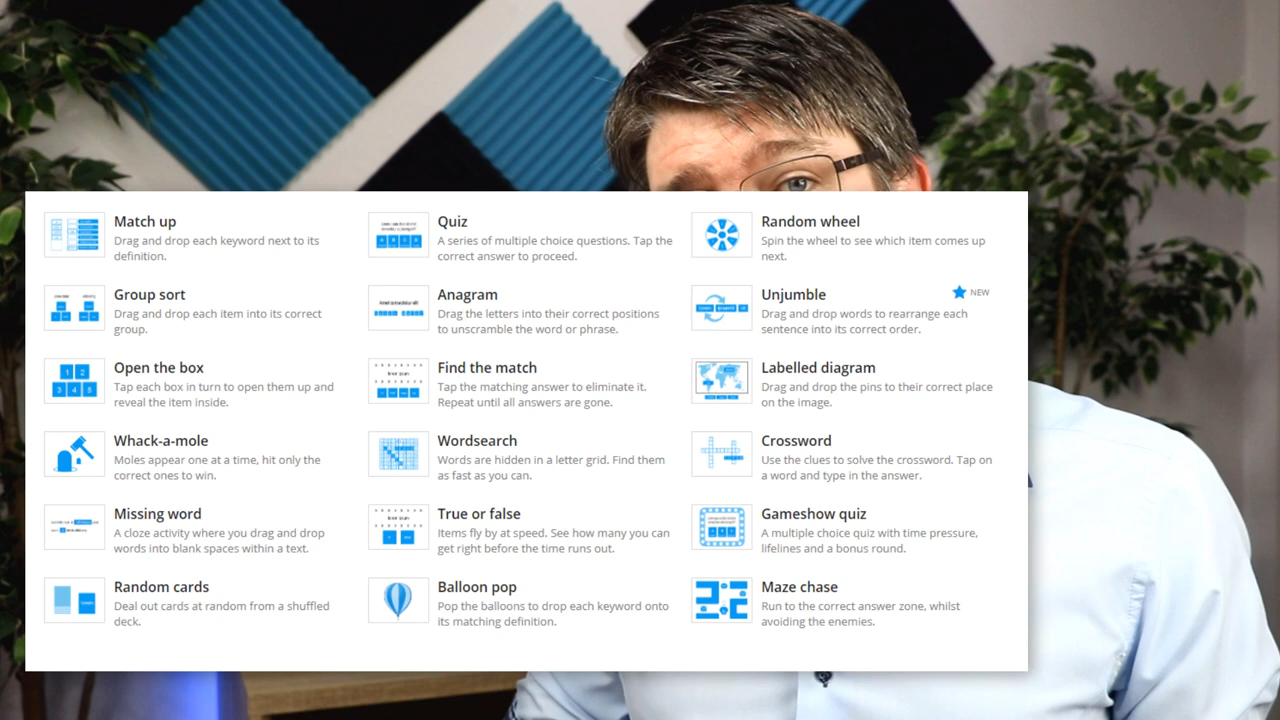 Match up
Drag and drop each keyword next to its
definition.
Quiz
A series of multiple choice questions. Tap the
correct answer to proceed.
Random wheel
Spin the wheel to see which item comes up
next.
Group sort
Drag and drop each item into its correct
group.
Anagram
Drag the letters into their correct positions
to unscramble the word or phrase.
Unjumble
NEW
Drag and drop words to rearrange each
sentence into its correct order.
Open the box
Tap each box in turn to open them up and
reveal the item inside.
1 2
3 4 5
Find the match
Tap the matching answer to eliminate it.
Repeat until all answers are gone.
Labelled diagram
Drag and drop the pins to their correct place
on the image.
Whack-a-mole
Moles appear one at a time, hit only the
correct ones to win.
Wordsearch
Words are hidden in a letter grid. Find them
as fast as you can.
Crossword
Use the clues to solve the crossword. Tap on
a word and type in the answer.
Missing word
A cloze activity where you drag and drop
words into blank spaces within a text.
True or false
Items fly by at speed. See how many you can
get right before the time runs out.
Gameshow quiz
A multiple choice quiz with time pressure,
lifelines and a bonus round.
Random cards
Deal out cards at random from a shuffled
deck.
Balloon pop
Pop the balloons to drop each keyword onto
its matching definition.
Maze chase
Run to the correct answer zone, whilst
avoiding the enemies.